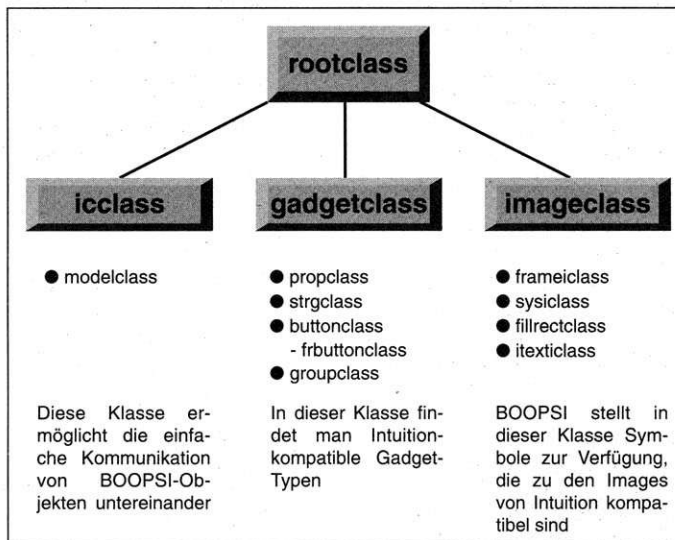 rootclass
icclass
gadgetclass
imageclass
● modelclass
● propclass
● strgclass
● buttonclass
- frbuttonclass
● groupclass
● frameiclass
● sysiclass
● fillrectclass
● itexticlass
Diese Klasse er-
möglicht die einfa-
che Kommunikation
von BOOPSI-Ob-
jekten untereinander
In dieser Klasse fin-
det man Intuition-
kompatible Gadget-
Typen
BOOPSI stellt in
dieser Klasse Sym-
bole zur Verfügung,
die zu den Images
von Intuition kompa-
tibel sind